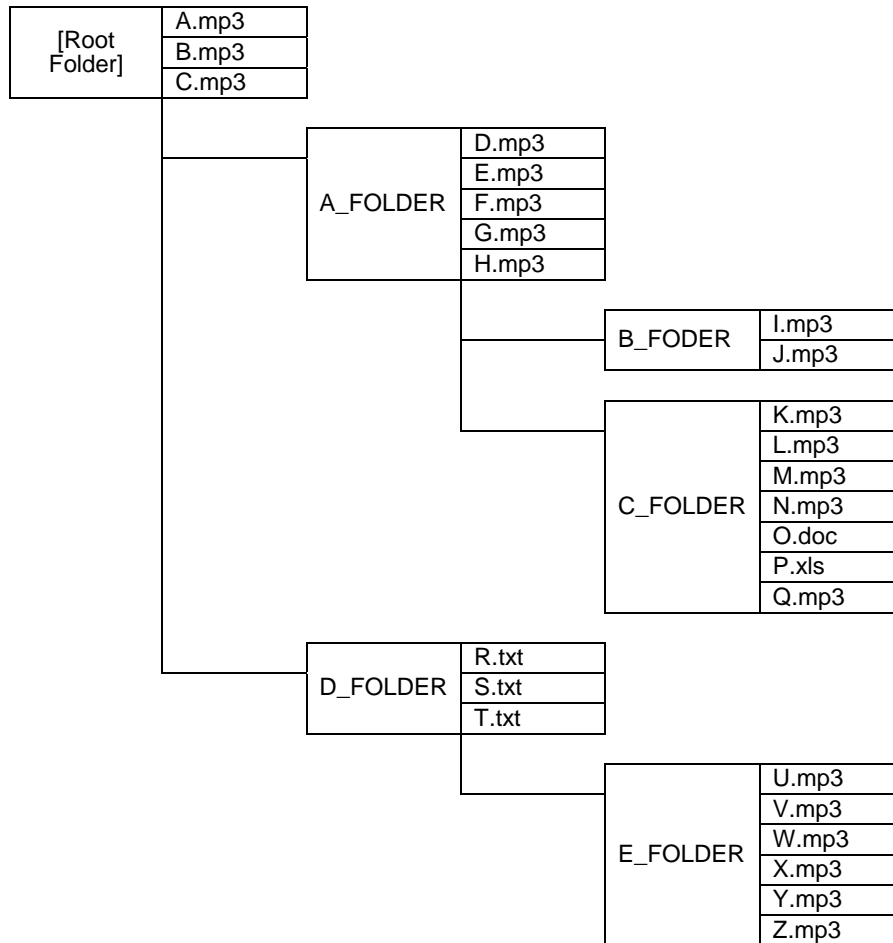 [Root
Folder]
A.mp3
B.mp3
C.mp3
A_FOLDER
D.mp3
E.mp3
F.mp3
G.mp3
H.mp3
B_FODER
I.mp3
J.mp3
C_FOLDER
K.mp3
L.mp3
M.mp3
N.mp3
O.doc
P.xls
Q.mp3
D_FOLDER
R.txt
S.txt
T.txt
E_FOLDER
U.mp3
V.mp3
W.mp3
X.mp3
Y.mp3
Z.mp3